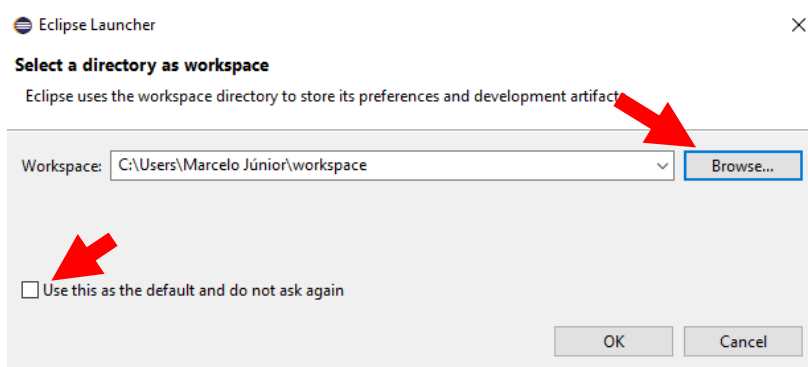 Eclipse Launcher
Select a directory as workspace
Eclipse uses the workspace directory to store its preferences and development artifact
Workspace: C:\Users\Marcelo Júnior\workspace Browse...
Use this as the default and do not ask again
OK Cancel